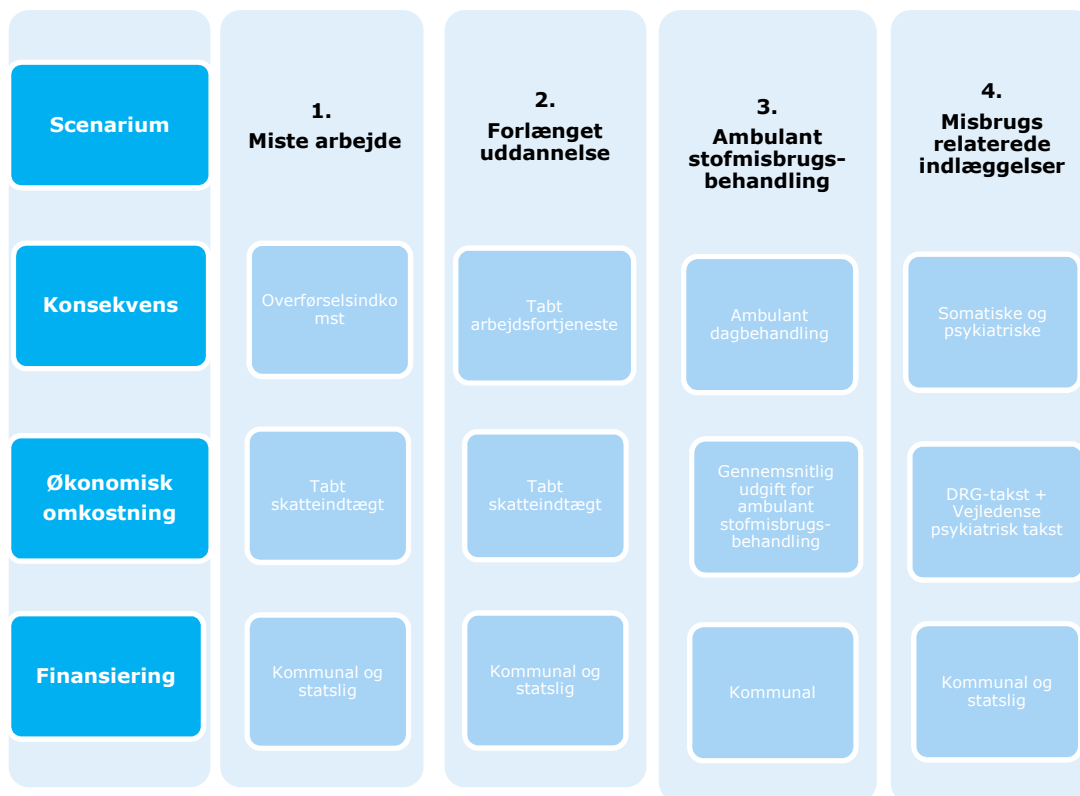 Scenarium
1.
Miste arbejde
2.
Forlænget
uddannelse
3.
Ambulant
stofmisbrugs-
behandling
4.
Misbrugs
relaterede
indlæggelser
Konsekvens
Overførselsindko
mst
Tabt
arbejdsfortjeneste
Ambulant
dagbehandling
Somatiske og
psykiatriske
Økonomisk
omkostning
Tabt
skatteindtægt
Tabt
skatteindtægt
Gennemsnitlig
udgift for
ambulant
stofmisbrugs-
behandling
DRG-takst +
Vejledense
psykiatrisk takst
Finansiering
Kommunal og
statslig
Kommunal og
statslig
Kommunal
Kommunal og
statslig